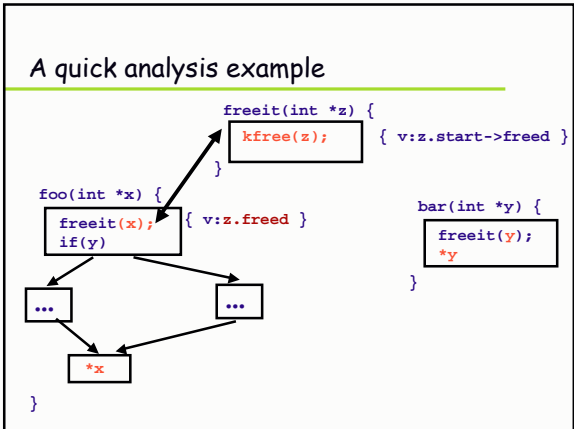 A quick analysis example
freeit(int *z) {
kfree(z);
{ v:z.start->freed }
}
foo(int *x) {
freeit(x);
if(y)
{ v:z.freed }
bar(int *y) {
freeit(y);
*y
}
...
...
*x
}